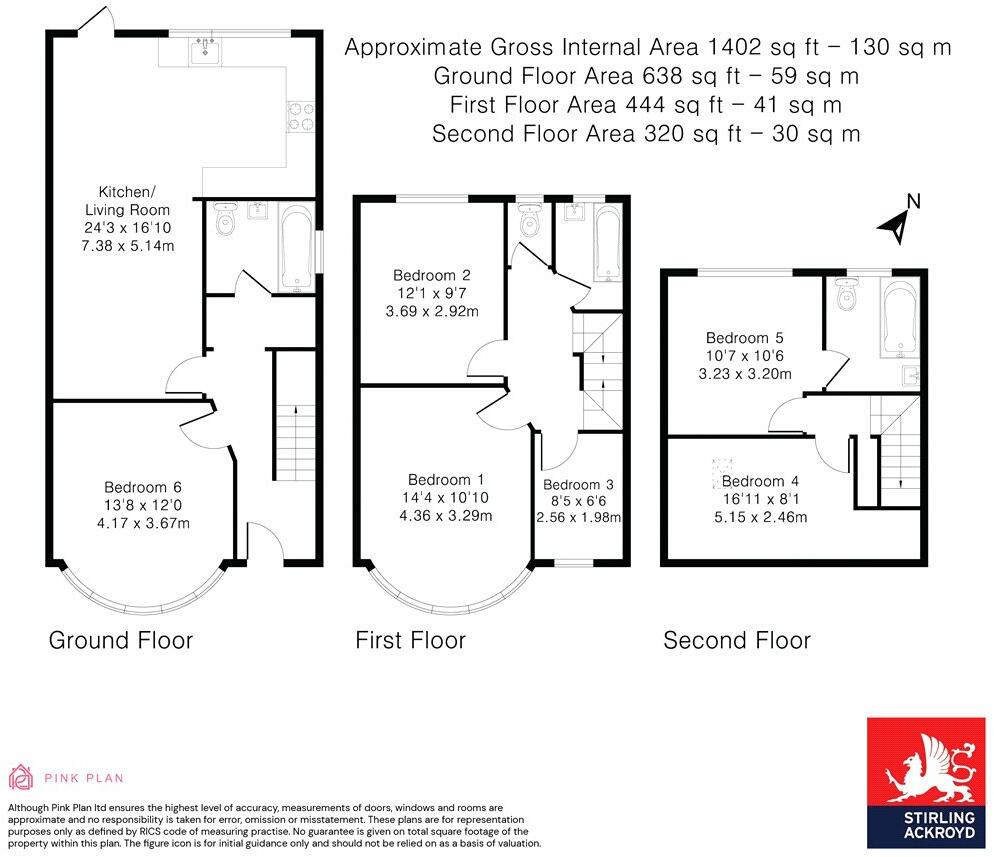 Approximate Gross Internal Area 1402 sq ft - 130 sq m
Ground Floor Area 638 sq ft - 59 sq m
First Floor Area 444 sq ft - 41 sq m
Second Floor Area 320 sq ft - 30 sq m
Kitchen/
Living Room
24'3 x 16'10
7.38 x 5.14m
Bedroom 6
13'8 x 12'0
4.17 x 3.67m
Bedroom 2
12'1 x 9'7
3.69 x 2.92m
Bedroom 1
14'4 x 10'10
4.36 x 3.29m
Bedroom 3
8'5 x 6'6
2.56 x 1.98m
N
Bedroom 5
10'7 x 10'6
3.23 x 3.20m
Bedroom 4
16'11 x 8'1
5.15 x 2.46m
Ground Floor
First Floor
Second Floor
PINK PLAN
Although Pink Plan ltd ensures the highest level of accuracy, measurements of doors, windows and rooms are
approximate and no responsibility is taken for error, omission or misstatement. These plans are for representation
purposes only as defined by RICS code of measuring practise. No guarantee is given on total square footage of the
property within this plan. The figure icon is for initial guidance only and should not be relied on as a basis of valuation.
STIRLING
ACKROYD